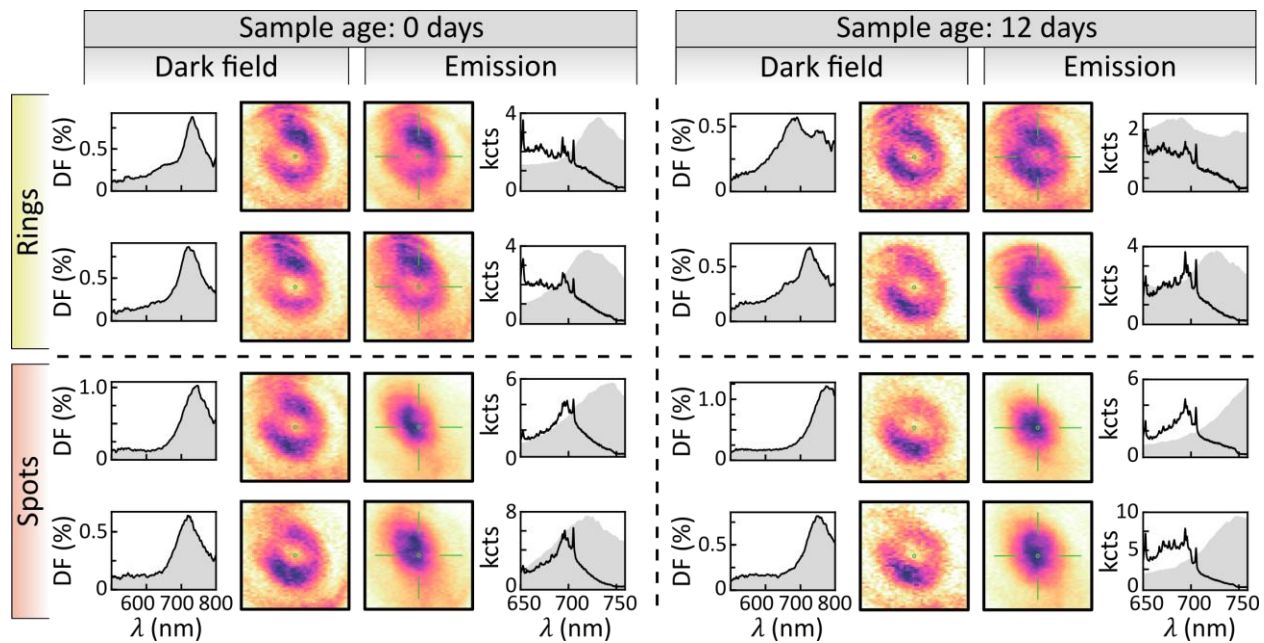 Sample age: 0 days Sample age: 12 days
Dark field Emission Dark field Emission
Rings
DF (%) 0.5 0 4 kcts 2 0 DF (%) 0.5 0 2 kcts 1 0
DF (%) 0.5 0 4 kcts 2 0 DF (%) 0.5 0 4 kcts 2 0
Spots
DF (%) 1.0 0.5 0 6 kcts 3 0 DF (%) 1.0 0.5 0 6 kcts 3 0
DF (%) 0.5 0 8 kcts 4 0 DF (%) 0.5 0 10 kcts 5 0
600 700 800 650 700 750 600 700 800 650 700 750
λ (nm) λ (nm) λ (nm) λ (nm)